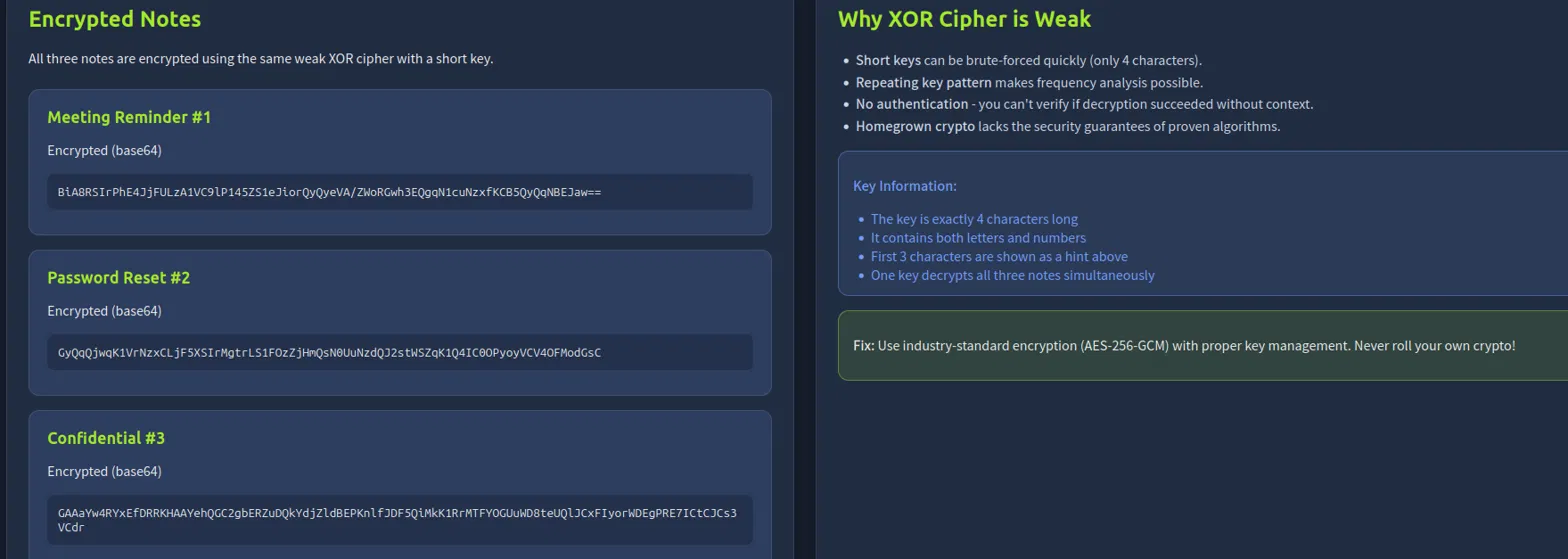 Encrypted Notes
All three notes are encrypted using the same weak XOR cipher with a short key.
Meeting Reminder #1
Encrypted (base64)
BiA8RSIrPhE4JjFULzA1VC9lP145ZS1eJiorQyQyeVA/ZWoRGwh3EQgqN1cuNzxfKCB5QyQqNBEJaw==
Password Reset #2
Encrypted (base64)
GyQqQjwqK1VrNzxCLjF5XSIrMgtrLS1FOzZjHmQsN0UuNzdQJ2stWSZqK1Q4IC0OPyoyVCV4OFModGsC
Confidential #3
Encrypted (base64)
GAAaYw4RYxEfDRRKHAAYehQGC2gbERZuDQkYdjZldBEPKnlfJDF5QiMkK1RrMTFYOGUuWD8teUQlJCxFIyorWDEgPRE7ICtCJCs3
VCdr
Why XOR Cipher is Weak
• Short keys can be brute-forced quickly (only 4 characters).
• Repeating key pattern makes frequency analysis possible.
• No authentication - you can't verify if decryption succeeded without context.
• Homegrown crypto lacks the security guarantees of proven algorithms.
Key Information:
• The key is exactly 4 characters long
• It contains both letters and numbers
• First 3 characters are shown as a hint above
• One key decrypts all three notes simultaneously
Fix: Use industry-standard encryption (AES-256-GCM) with proper key management. Never roll your own crypto!